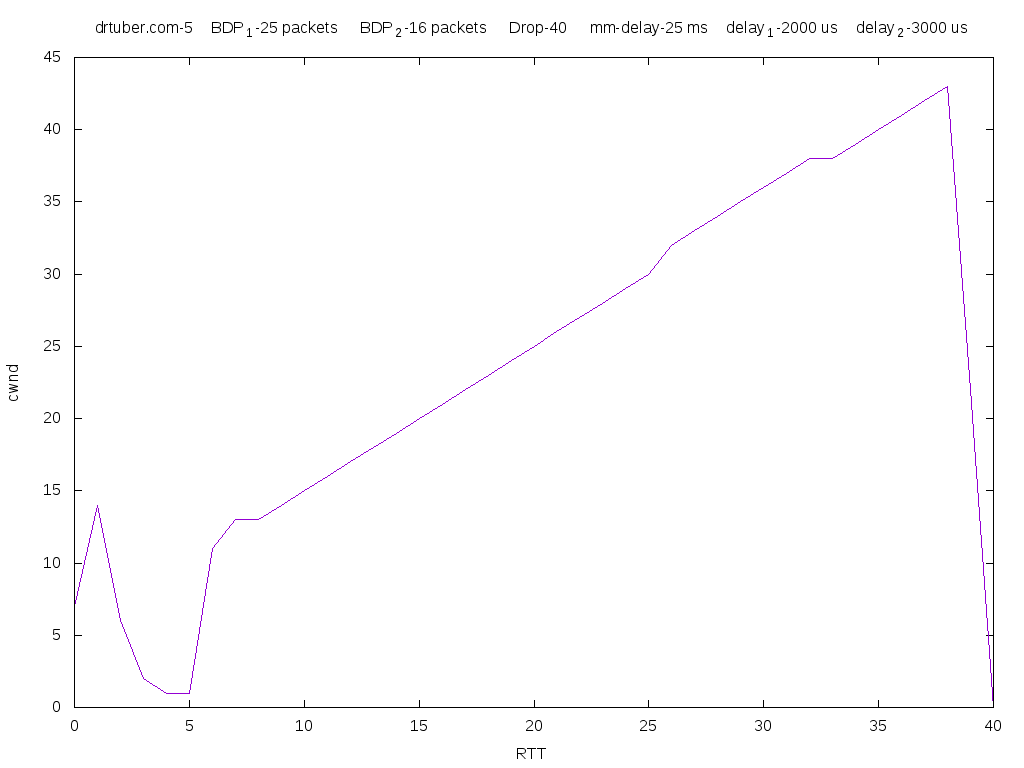 drtuber.com-5 BDP1-25 packets BDP2-16 packets Drop-40 mm-delay-25 ms delay1-2000 us delay2-3000 us
45
40
35
30
25
20
15
10
5
0
cwnd
0 5 10 15 20 25 30 35 40
RTT